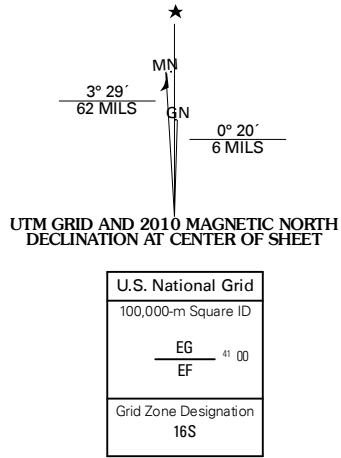 ★
MN
3° 29´
62 MILS
GN
0° 20´
6 MILS
UTM GRID AND 2010 MAGNETIC NORTH
DECLINATION AT CENTER OF SHEET
U.S. National Grid
100,000-m Square ID
EG
41 00
EF
Grid Zone Designation
16S